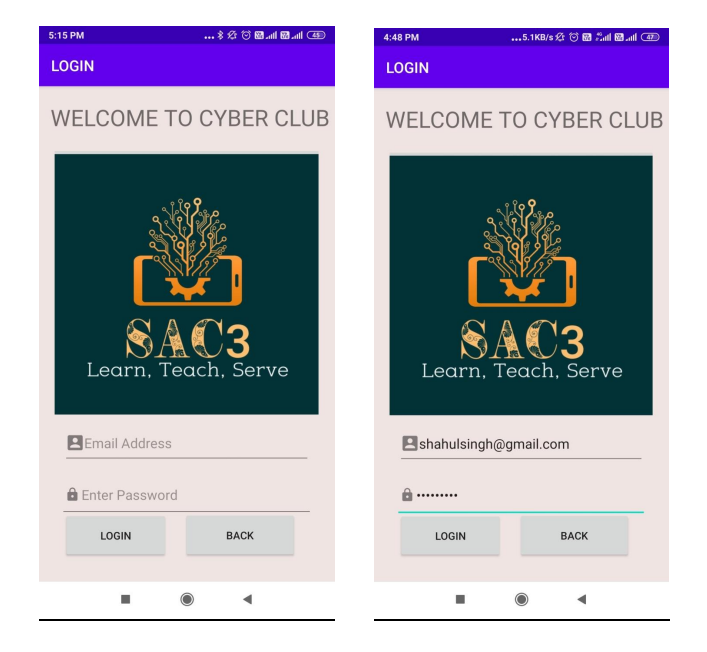 5:15 PM 45
LOGIN
WELCOME TO CYBER CLUB
SAC3
Learn, Teach, Serve
Email Address
Enter Password
LOGIN BACK
4:48 PM ...5.1KB/s 47
LOGIN
WELCOME TO CYBER CLUB
SAC3
Learn, Teach, Serve
shahulsingh@gmail.com
•••••••••
LOGIN BACK